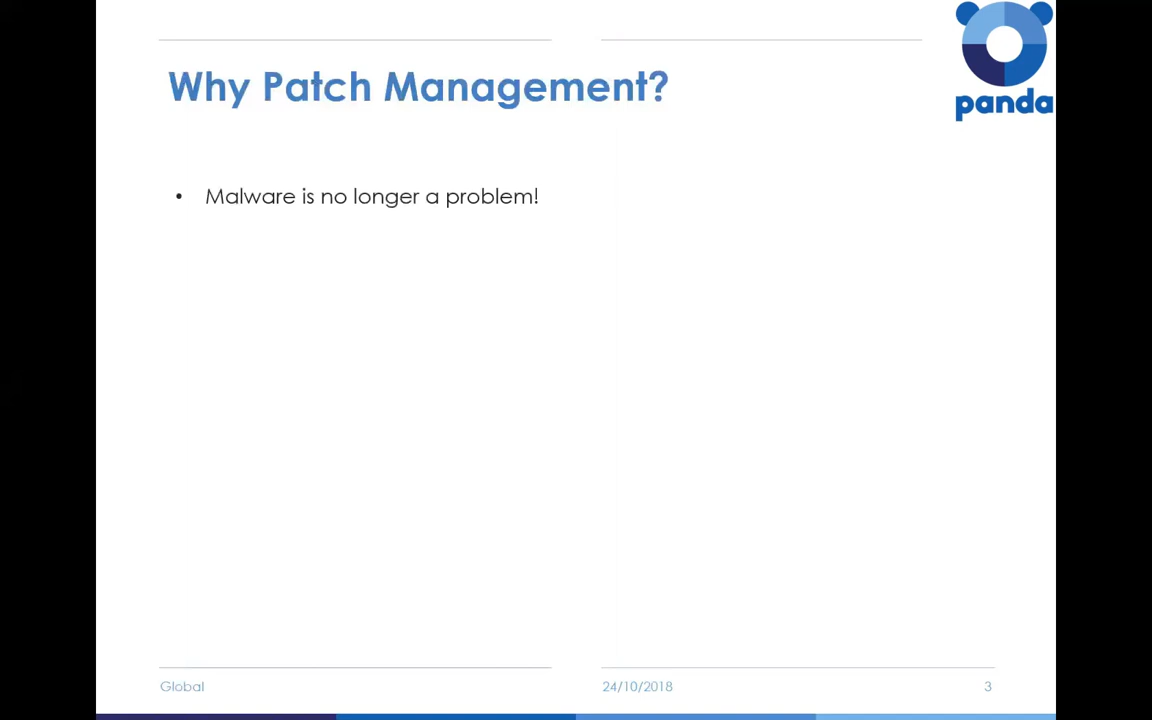 panda
Why Patch Management?
• Malware is no longer a problem!
Global
24/10/2018
3